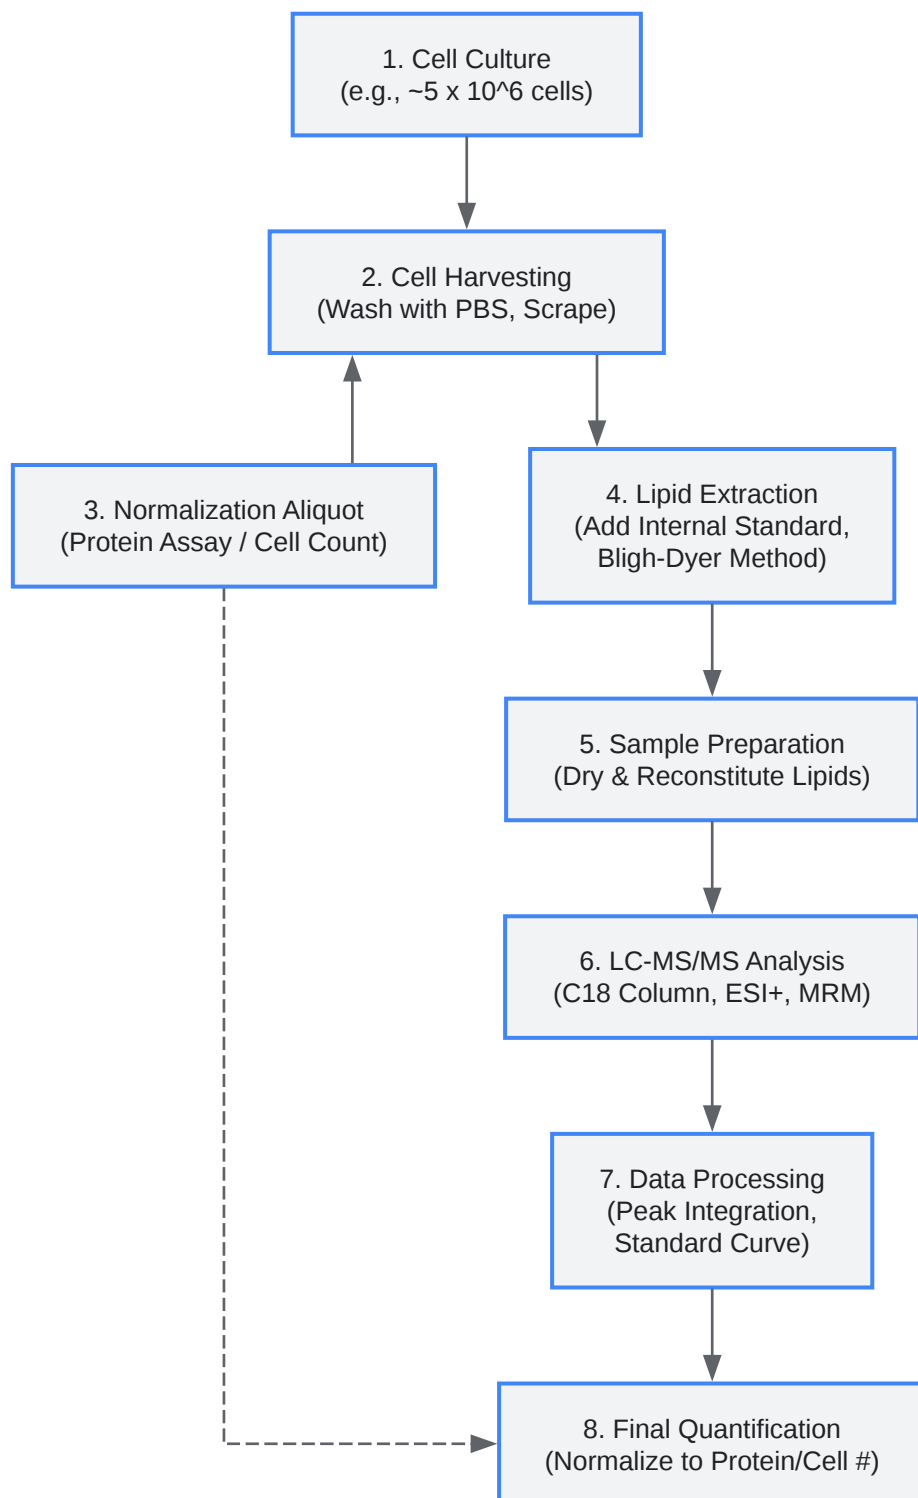 1. Cell Culture
(e.g., ~5 x 10^6 cells)
2. Cell Harvesting
(Wash with PBS, Scrape)
3. Normalization Aliquot
(Protein Assay / Cell Count)
4. Lipid Extraction
(Add Internal Standard,
Bligh-Dyer Method)
5. Sample Preparation
(Dry & Reconstitute Lipids)
6. LC-MS/MS Analysis
(C18 Column, ESI+, MRM)
7. Data Processing
(Peak Integration,
Standard Curve)
8. Final Quantification
(Normalize to Protein/Cell #)